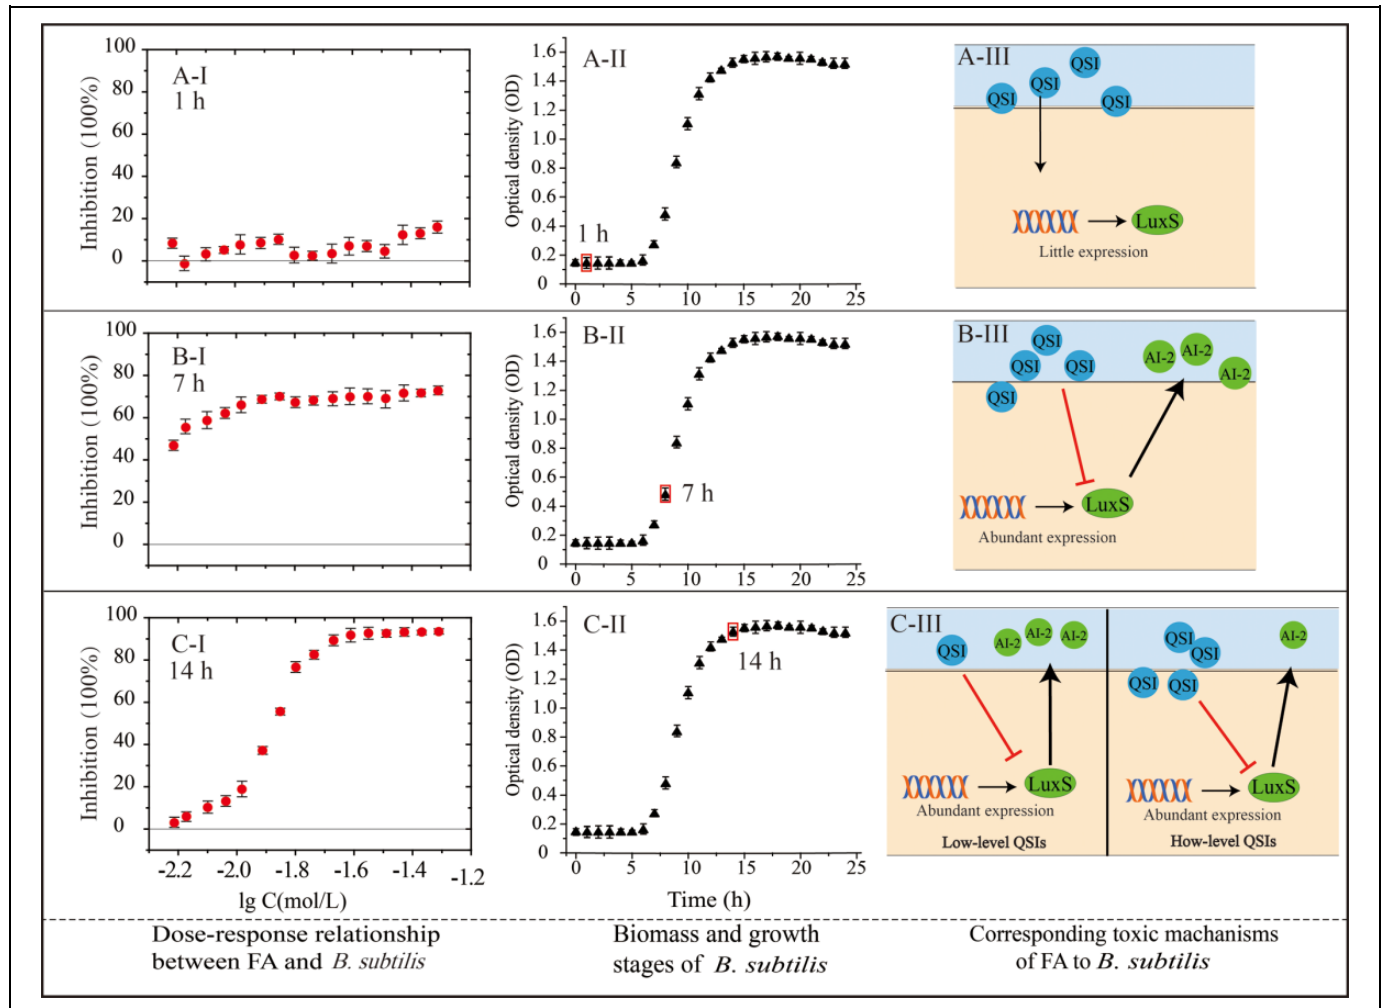 A-I
1 h
Inhibition (100%)
100
80
60
40
20
0
A-II
1 h
Optical density (OD)
1.6
1.4
1.2
1.0
0.8
0.6
0.4
0.2
0
0 5 10 15 20 25
A-III
QSI
QSI
QSI
QSI
LuxS
Little expression
B-I
7 h
Inhibition (100%)
100
80
60
40
20
0
B-II
7 h
Optical density (OD)
1.6
1.4
1.2
1.0
0.8
0.6
0.4
0.2
0
0 5 10 15 20 25
B-III
QSI
QSI
QSI
QSI
AI-2
AI-2
AI-2
LuxS
Abundant expression
C-I
14 h
Inhibition (100%)
100
80
60
40
20
0
-2.2 -2.0 -1.8 -1.6 -1.4 -1.2
lg C(mol/L)
C-II
14 h
Optical density (OD)
1.6
1.4
1.2
1.0
0.8
0.6
0.4
0.2
0
0 5 10 15 20 25
Time (h)
C-III
QSI
AI-2
AI-2
AI-2
LuxS
Abundant expression
Low-level QSIs
QSI
QSI
QSI
QSI
AI-2
LuxS
Abundant expression
How-level QSIs
Dose-response relationship
between FA and B. subtilis
Biomass and growth
stages of B. subtilis
Corresponding toxic machanisms
of FA to B. subtilis